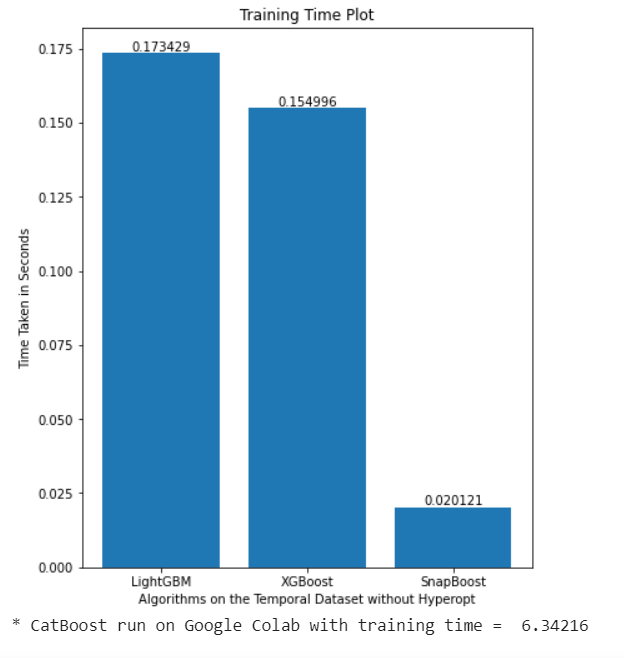 Training Time Plot
0.175
0.173429
0.154996
0.150
0.125
0.100
0.075
0.050
0.025
0.020121
0.000
Time Taken in Seconds
LightGBM XGBoost SnapBoost
Algorithms on the Temporal Dataset without Hyperopt
* CatBoost run on Google Colab with training time = 6.34216